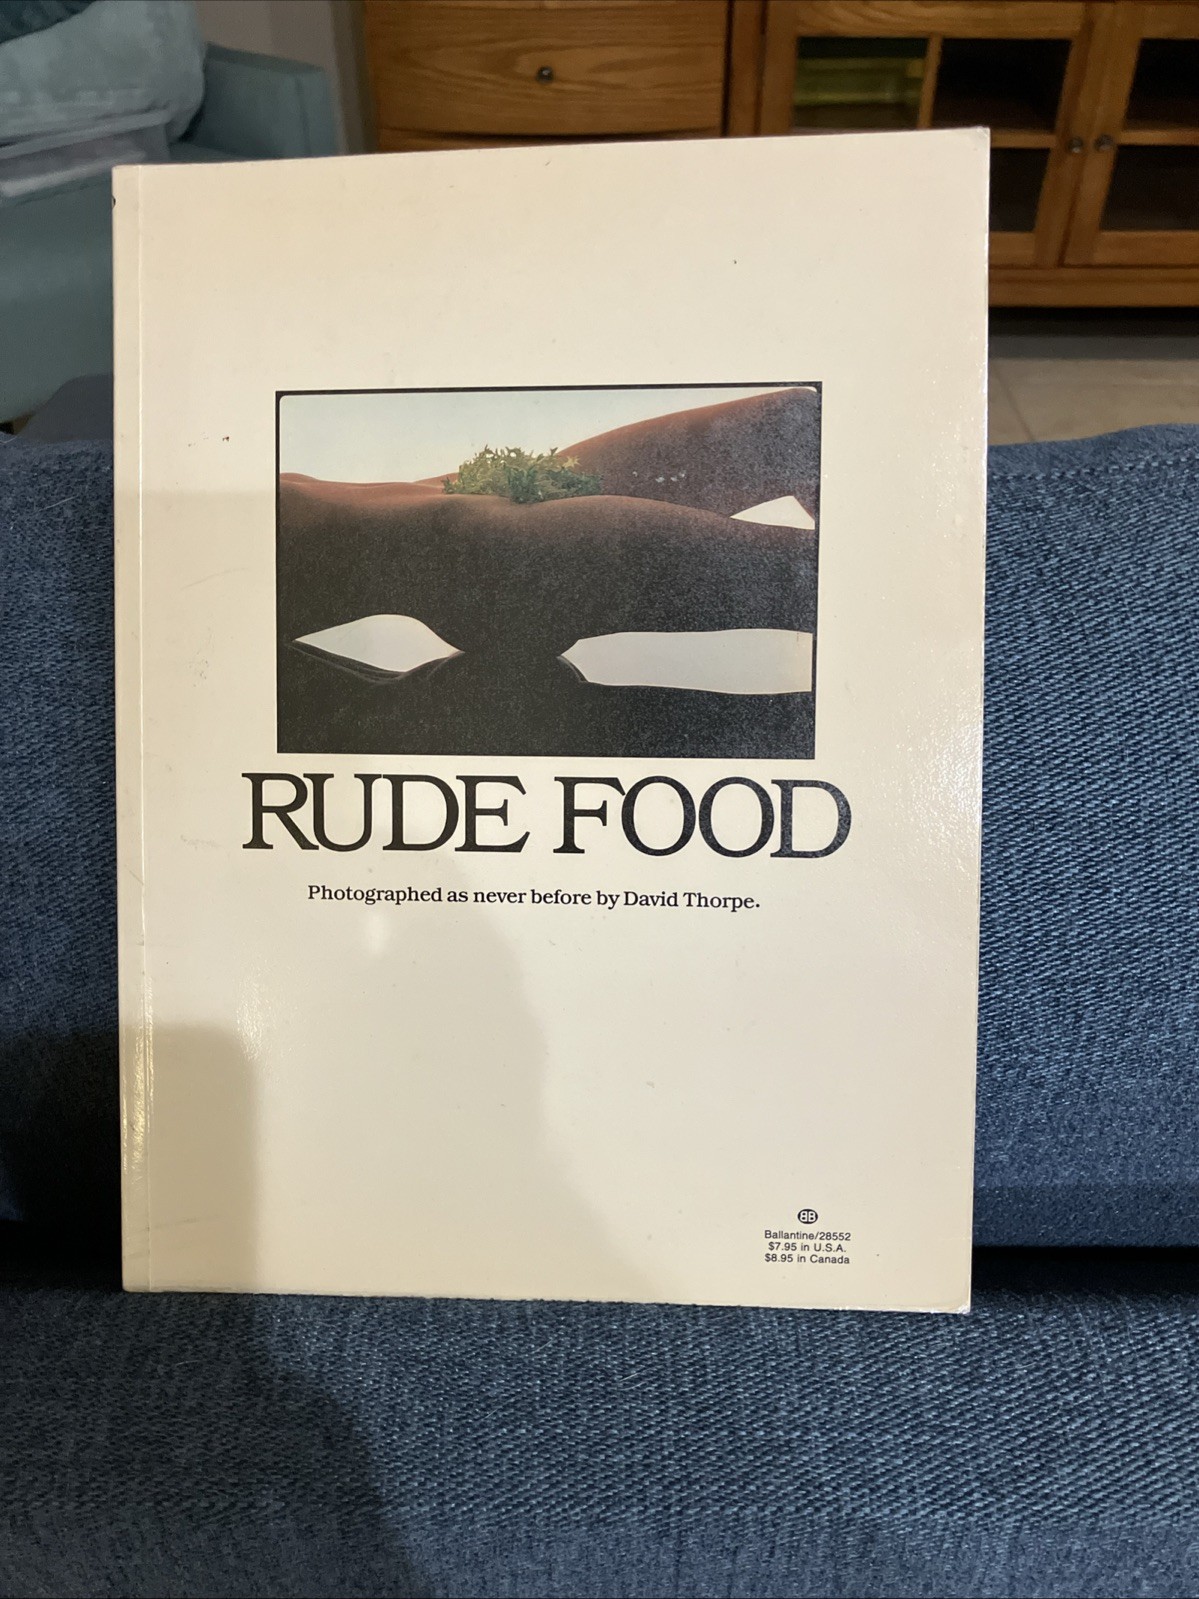 RUDE FOOD
Photographed as never before by David Thorpe.
BB
Ballantine/28552
$7.95 in U.S.A.
$8.95 in Canada